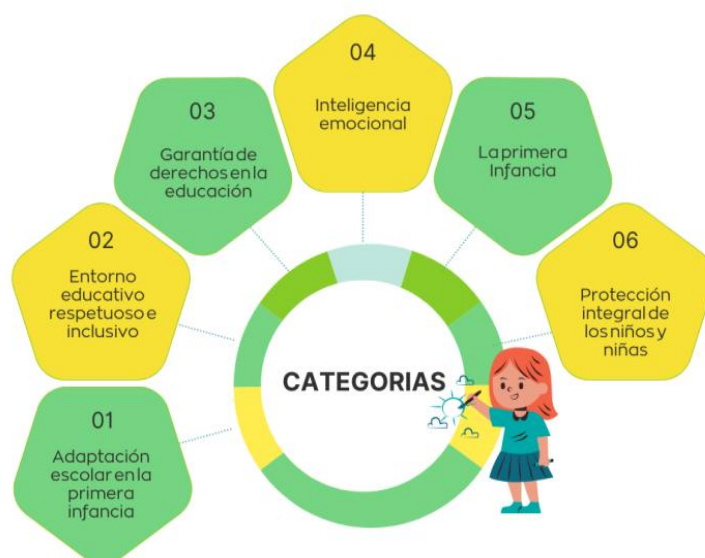 01
Adaptación
escolar en la
primera
infancia
02
Entorno
educativo
respetuoso e
inclusivo
03
Garantía de
derechos en la
educación
04
Inteligencia
emocional
05
La primera
Infancia
06
Protección
integral de
los niños y
niñas
CATEGORIAS